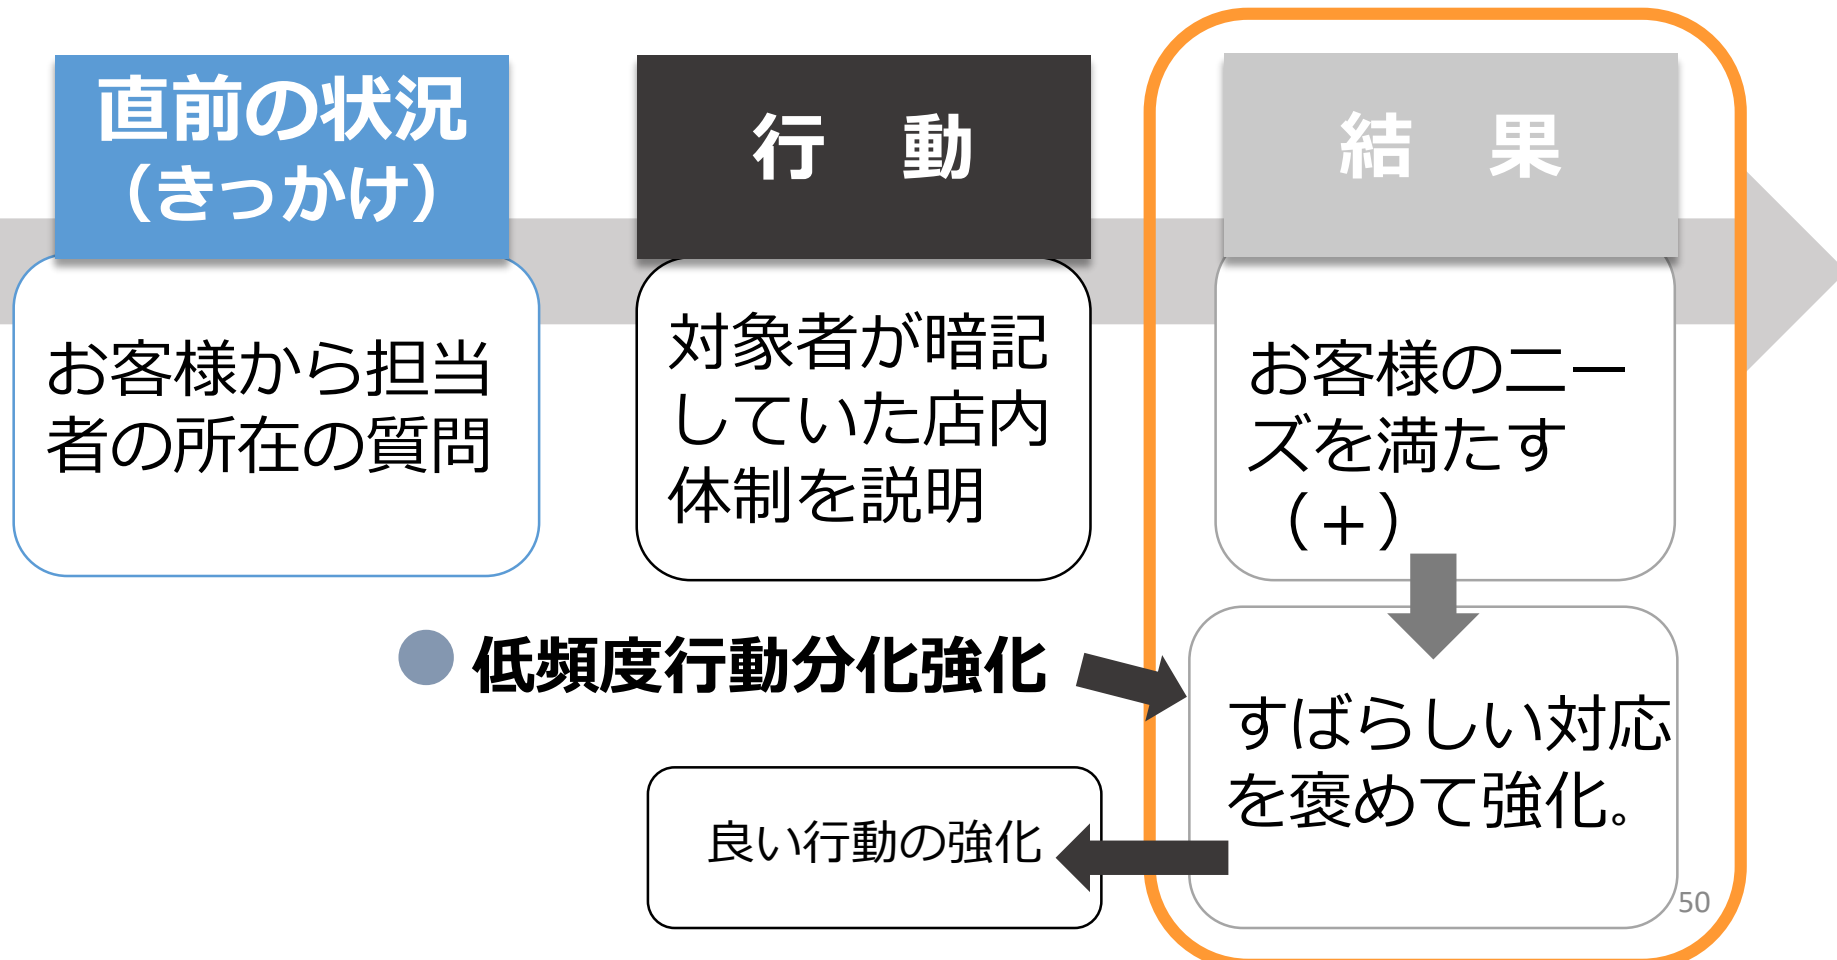 直前の状況
（きっかけ）
お客様から担当
者の所在の質問
行　動
対象者が暗記
していた店内
体制を説明
結　果
お客様のニー
ズを満たす
（+）
低頻度行動分化強化
すばらしい対応
を褒めて強化。
良い行動の強化
50